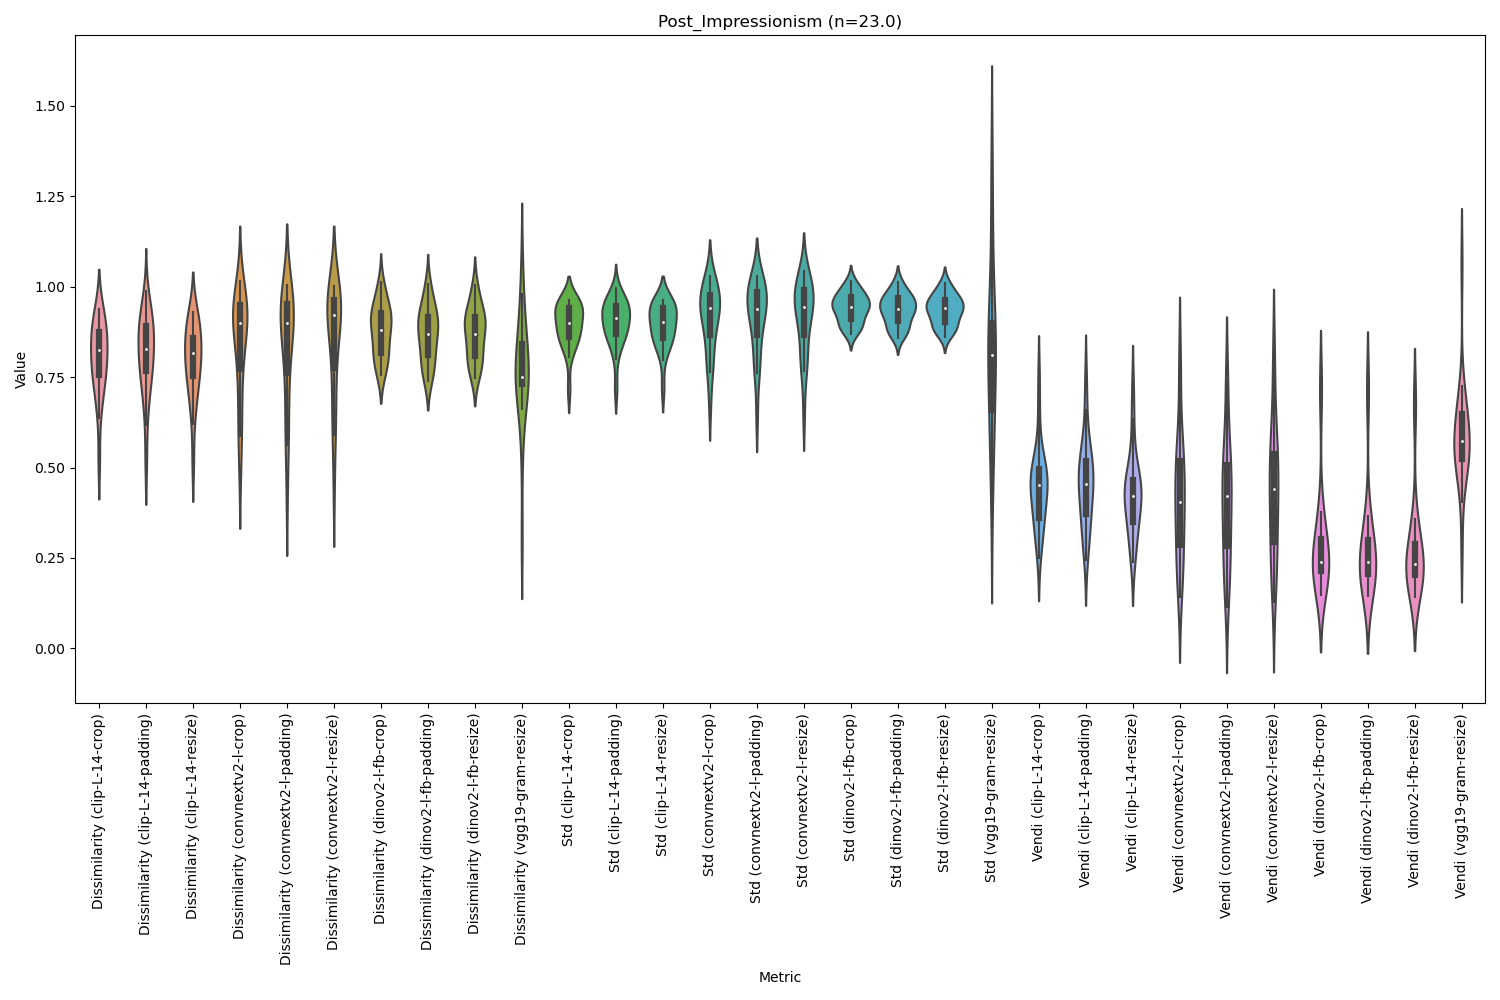 Post_Impressionism (n=23.0)
Value
1.50
1.25
1.00
0.75
0.50
0.25
0.00
Dissimilarity (clip-L-14-crop)
Dissimilarity (clip-L-14-padding)
Dissimilarity (clip-L-14-resize)
Dissimilarity (convnextv2-l-crop)
Dissimilarity (convnextv2-l-padding)
Dissimilarity (convnextv2-l-resize)
Dissimilarity (dinov2-l-fb-crop)
Dissimilarity (dinov2-l-fb-padding)
Dissimilarity (dinov2-l-fb-resize)
Dissimilarity (vgg19-gram-resize)
Std (clip-L-14-crop)
Std (clip-L-14-padding)
Std (clip-L-14-resize)
Std (convnextv2-l-crop)
Std (convnextv2-l-padding)
Std (convnextv2-l-resize)
Std (dinov2-l-fb-crop)
Std (dinov2-l-fb-padding)
Std (dinov2-l-fb-resize)
Std (vgg19-gram-resize)
Vendi (clip-L-14-crop)
Vendi (clip-L-14-padding)
Vendi (clip-L-14-resize)
Vendi (convnextv2-l-crop)
Vendi (convnextv2-l-padding)
Vendi (convnextv2-l-resize)
Vendi (dinov2-l-fb-crop)
Vendi (dinov2-l-fb-padding)
Vendi (dinov2-l-fb-resize)
Vendi (vgg19-gram-resize)
Metric